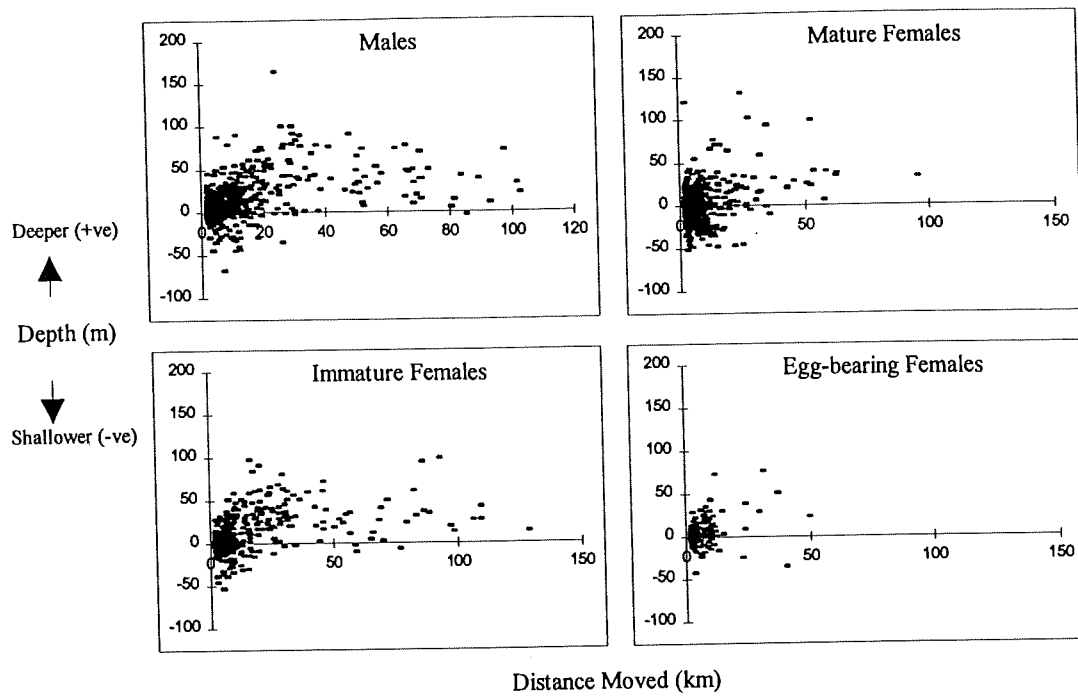 Males
200
150
100
50
0
-50
-100
0 20 40 60 80 100 120
Mature Females
200
150
100
50
0
-50
-100
0 50 100 150
Deeper (+ve)
Depth (m)
Shallower (-ve)
Immature Females
200
150
100
50
0
-50
-100
0 50 100 150
Egg-bearing Females
200
150
100
50
0
-50
-100
0 50 100 150
Distance Moved (km)